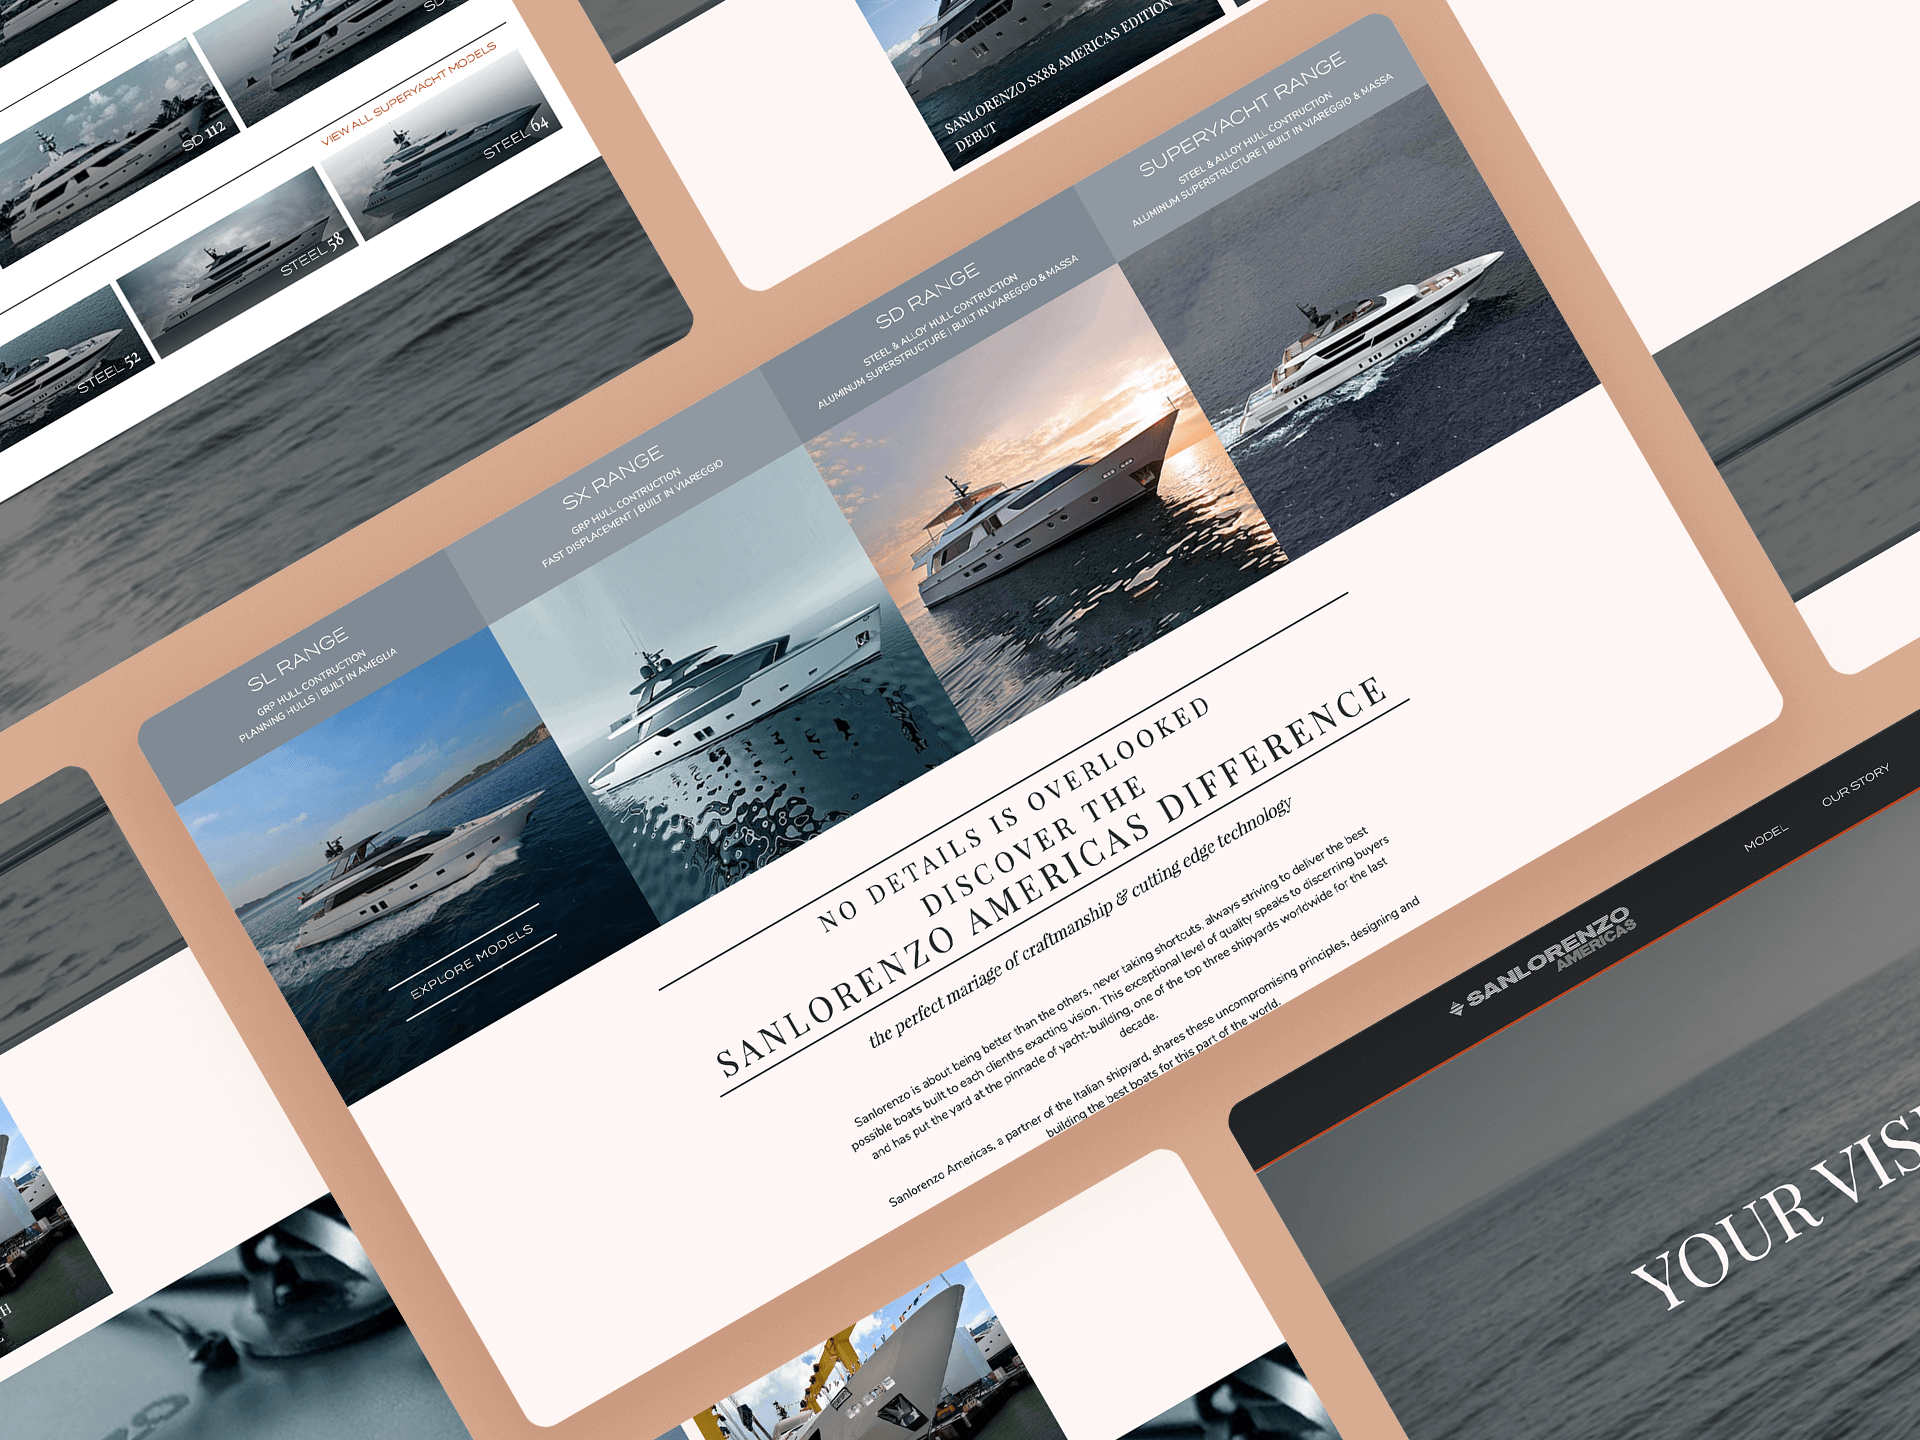 SD 112
VIEW ALL SUPERYACHT MODELS
STEEL 52
STEEL 58
STEEL 64
SANLORENZO SX88 AMERICAS EDITION
DEBUT
SL RANGE
GRP HULL CONTRUCTION
PLANNING HULLS | BUILT IN AMEGLIA
EXPLORE MODELS
SX RANGE
GRP HULL CONTRUCTION
FAST DISPLACEMENT | BUILT IN VIAREGGIO
SD RANGE
STEEL & ALLOY HULL CONTRUCTION
ALUMINUM SUPERSTRUCTURE | BUILT IN VIAREGGIO & MASSA
SUPERYACHT RANGE
STEEL & ALLOY HULL CONTRUCTION
ALUMINUM SUPERSTRUCTURE | BUILT IN VIAREGGIO & MASSA
NO DETAILS IS OVERLOOKED
DISCOVER THE
SANLORENZO AMERICAS DIFFERENCE
the perfect mariage of craftmanship & cutting edge technology
Sanlorenzo is about being better than the others, never taking shortcuts, always striving to deliver the best
possible boats built to each clienths exacting vision. This exceptional level of quality speaks to discerning buyers
and has put the yard at the pinnacle of yacht-building, one of the top three shipyards worldwide for the last
decade.
Sanlorenzo Americas, a partner of the Italian shipyard, shares these uncompromising principles, designing and
building the best boats for this part of the world.
SANLORENZO
AMERICAS
MODEL
OUR STORY
YOUR VIS